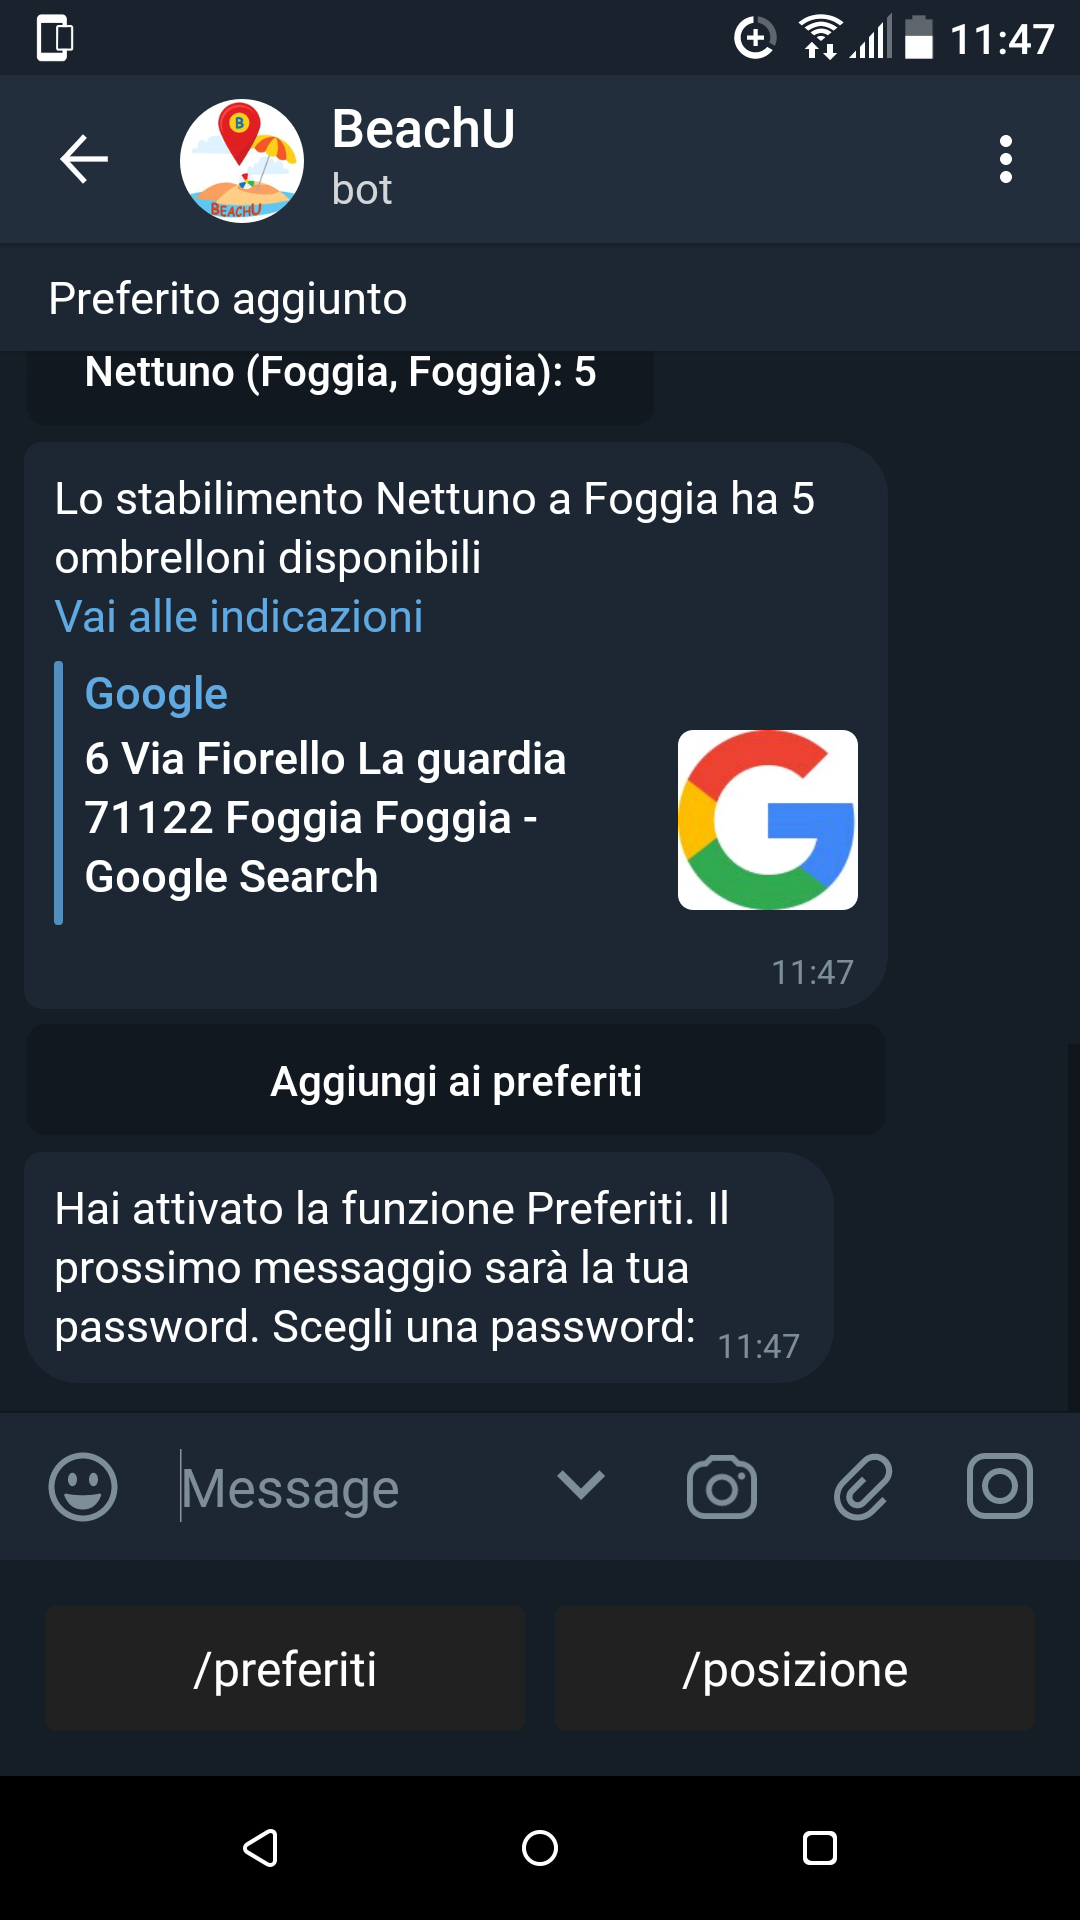 11:47
B
BEACHU
BeachU
bot
Preferito aggiunto
Nettuno (Foggia, Foggia): 5
Lo stabilimento Nettuno a Foggia ha 5
ombrelloni disponibili
Vai alle indicazioni
Google
6 Via Fiorello La guardia
71122 Foggia Foggia -
Google Search
11:47
Aggiungi ai preferiti
Hai attivato la funzione Preferiti. Il
prossimo messaggio sarà la tua
password. Scegli una password:
11:47
Message
/preferiti
/posizione